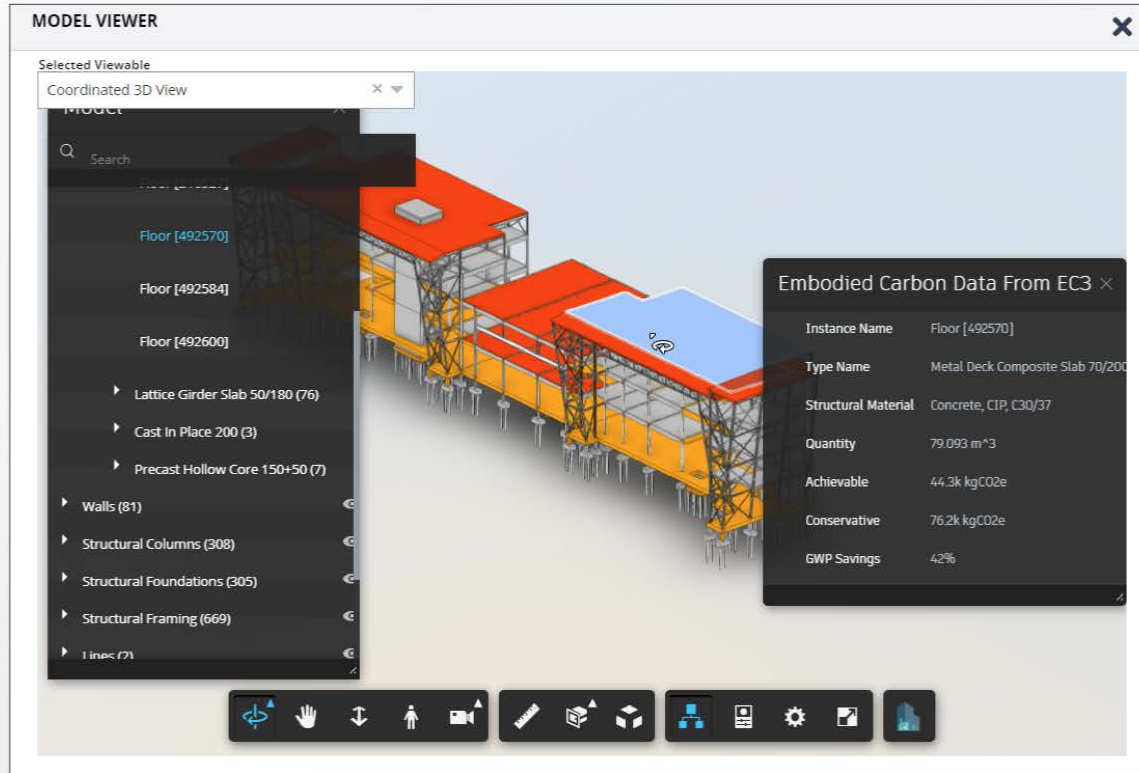 MODEL VIEWER
Selected Viewable
Coordinated 3D View
Model
Search
Floor [492570]
Floor [492584]
Floor [492600]
Lattice Girder Slab 50/180 (76)
Cast In Place 200 (3)
Precast Hollow Core 150+50 (7)
Walls (81)
Structural Columns (308)
Structural Foundations (305)
Structural Framing (669)
Lines (2)
Embodied Carbon Data From EC3
Instance Name Floor [492570]
Type Name Metal Deck Composite Slab 70/200
Structural Material Concrete, CIP, C30/37
Quantity 79.093 m^3
Achievable 44.3k kgCO2e
Conservative 76.2k kgCO2e
GWP Savings 42%